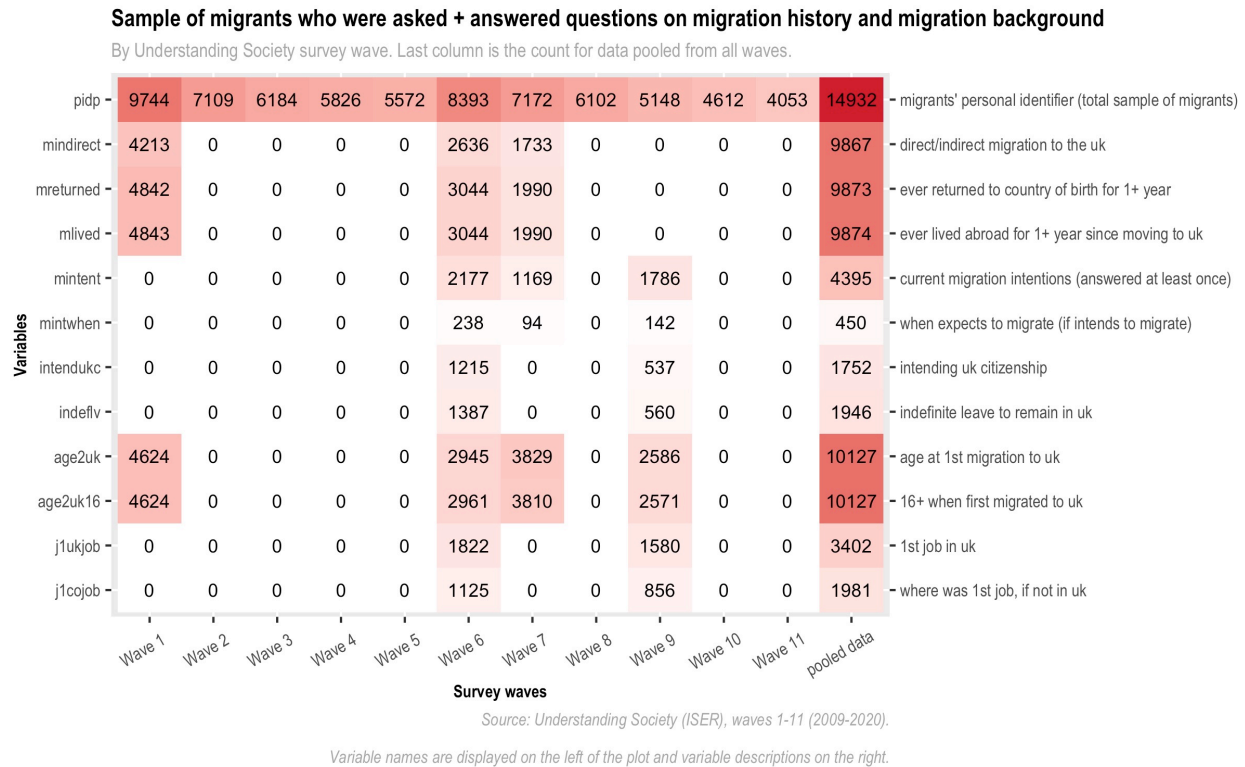 Sample of migrants who were asked + answered questions on migration history and migration background
By Understanding Society survey wave. Last column is the count for data pooled from all waves.
pidp 9744 7109 6184 5826 5572 8393 7172 6102 5148 4612 4053 14932 migrants' personal identifier (total sample of migrants)
mindirect 4213 0 0 0 0 2636 1733 0 0 0 0 9867 direct/indirect migration to the uk
mreturned 4842 0 0 0 0 3044 1990 0 0 0 0 9873 ever returned to country of birth for 1+ year
mlived 4843 0 0 0 0 3044 1990 0 0 0 0 9874 ever lived abroad for 1+ year since moving to uk
mintent 0 0 0 0 0 2177 1169 0 1786 0 0 4395 current migration intentions (answered at least once)
mintwhen 0 0 0 0 0 238 94 0 142 0 0 450 when expects to migrate (if intends to migrate)
intendukc 0 0 0 0 0 1215 0 0 537 0 0 1752 intending uk citizenship
indeflv 0 0 0 0 0 1387 0 0 560 0 0 1946 indefinite leave to remain in uk
age2uk 4624 0 0 0 0 2945 3829 0 2586 0 0 10127 age at 1st migration to uk
age2uk16 4624 0 0 0 0 2961 3810 0 2571 0 0 10127 16+ when first migrated to uk
j1ukjob 0 0 0 0 0 1822 0 0 1580 0 0 3402 1st job in uk
j1cojob 0 0 0 0 0 1125 0 0 856 0 0 1981 where was 1st job, if not in uk
Variables
Wave 1 Wave 2 Wave 3 Wave 4 Wave 5 Wave 6 Wave 7 Wave 8 Wave 9 Wave 10 Wave 11 pooled data
Survey waves
Source: Understanding Society (ISER), waves 1-11 (2009-2020).
Variable names are displayed on the left of the plot and variable descriptions on the right.